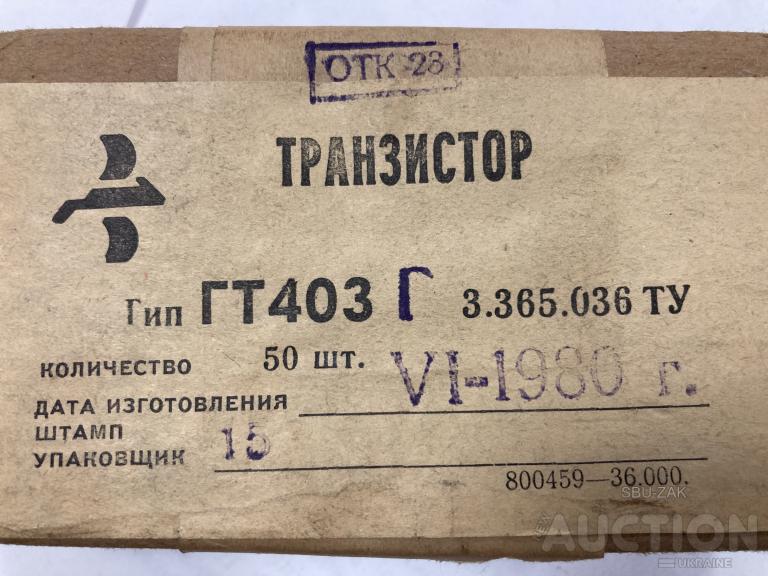 ОТК 28
ТРАНЗИСТОР
Тип ГТ403 Г 3.365.036 ТУ
КОЛИЧЕСТВО 50 шт.
ДАТА ИЗГОТОВЛЕНИЯ VI-1980 г.
ШТАМП
УПАКОВЩИК 15
800459—36.000.
SBU-ZAK
AUCTION
UKRAINE